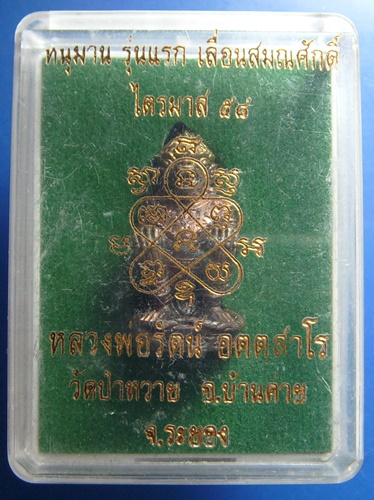 หนุมาน รุ่นแรก เลื่อนสมณศักดิ์
ไตรมาส ๕๔
หลวงพ่อรัตน์ อตตสาโร
วัดป่าหวาย อ.บ้านค่าย
จ.ระยอง